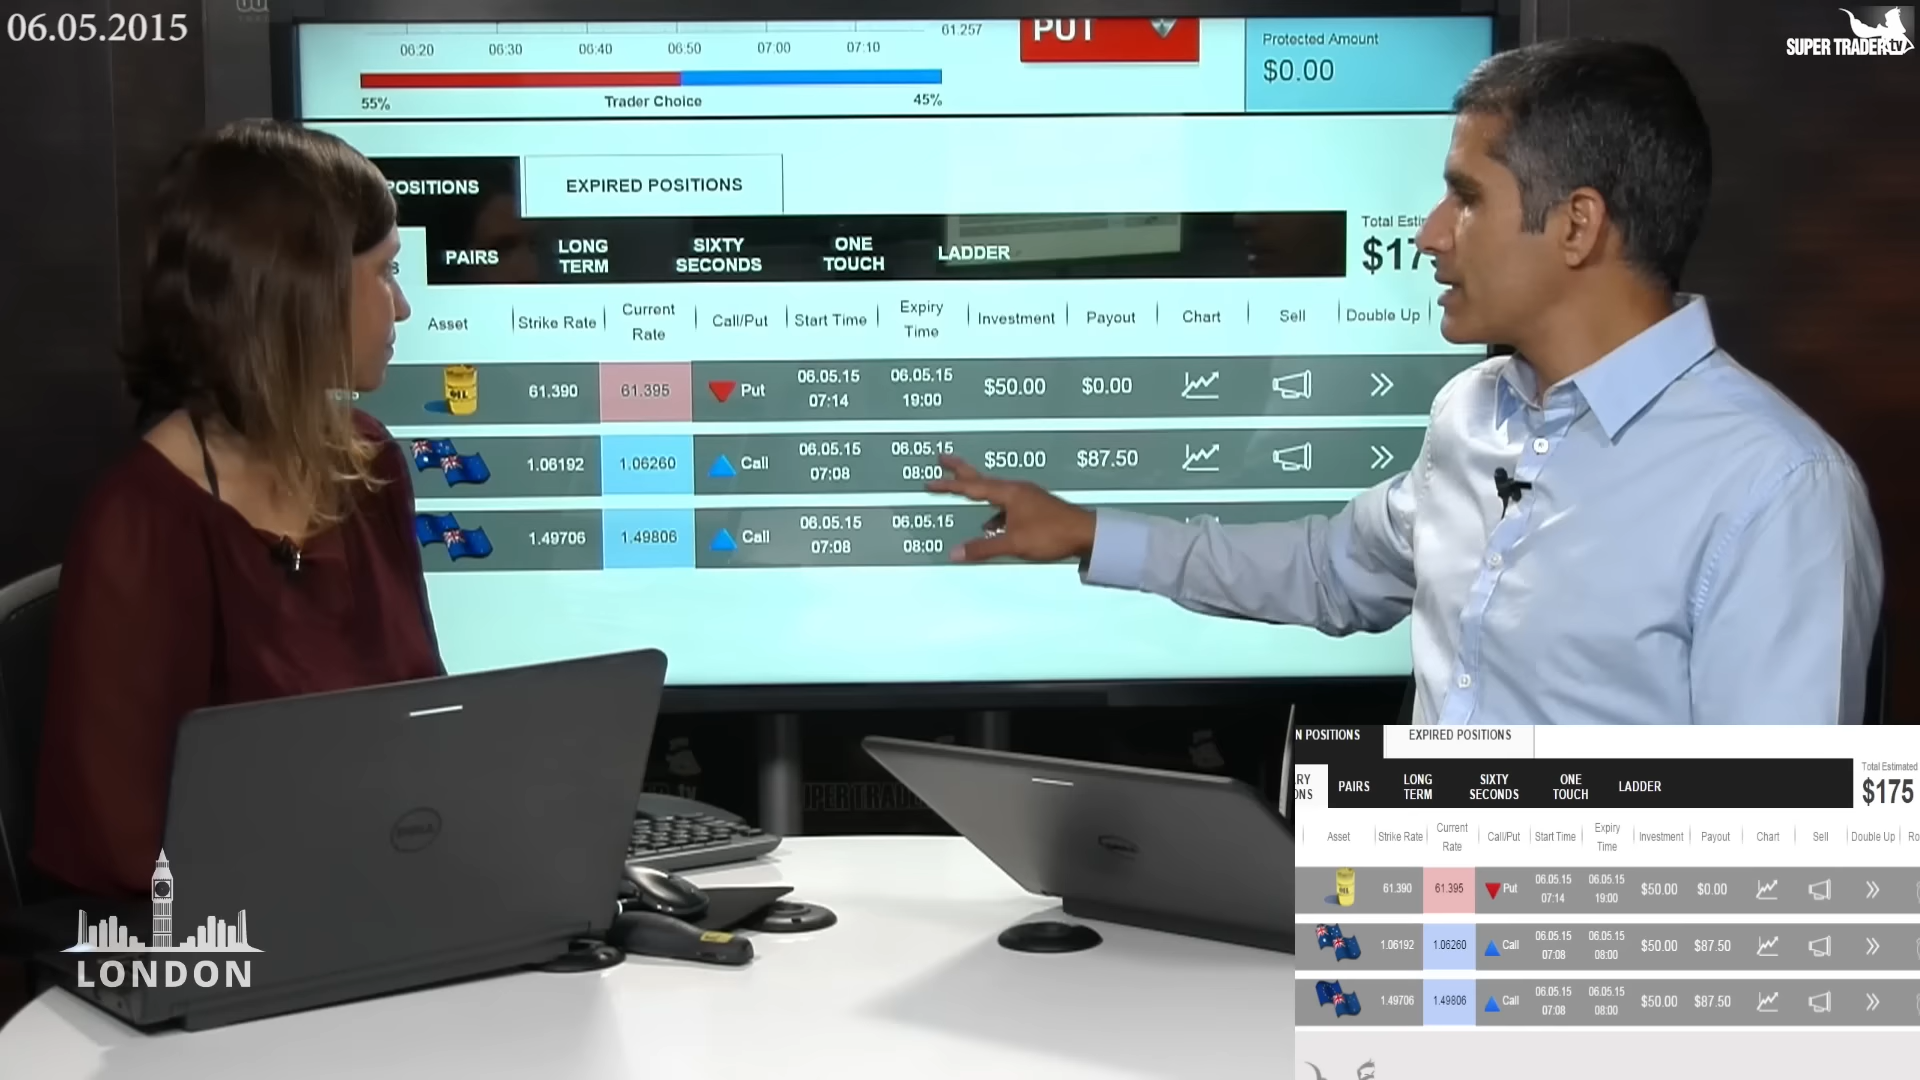 06.05.2015
SUPER TRADER tv
06:20 06:30 06:40 06:50 07:00 07:10 61.257
PUT
Protected Amount
$0.00
55% Trader Choice 45%
POSITIONS EXPIRED POSITIONS
PAIRS LONG TERM SIXTY SECONDS ONE TOUCH LADDER
Asset Strike Rate Current Rate Call/Put Start Time Expiry Time Investment Payout Chart Sell Double Up
OIL 61.390 61.395 Put 06.05.15 07:14 06.05.15 19:00 $50.00 $0.00
1.06192 1.06260 Call 06.05.15 07:08 06.05.15 08:00 $50.00 $87.50
1.49706 1.49806 Call 06.05.15 07:08 06.05.15 08:00
DELL
LONDON
N POSITIONS EXPIRED POSITIONS
PAIRS LONG TERM SIXTY SECONDS ONE TOUCH LADDER
Total Estimated
$175
Asset Strike Rate Current Rate Call/Put Start Time Expiry Time Investment Payout Chart Sell Double Up
61.390 61.395 Put 06.05.15 07:14 06.05.15 19:00 $50.00 $0.00
1.06192 1.06260 Call 06.05.15 07:08 06.05.15 08:00 $50.00 $87.50
1.49706 1.49806 Call 06.05.15 07:08 06.05.15 08:00 $50.00 $87.50